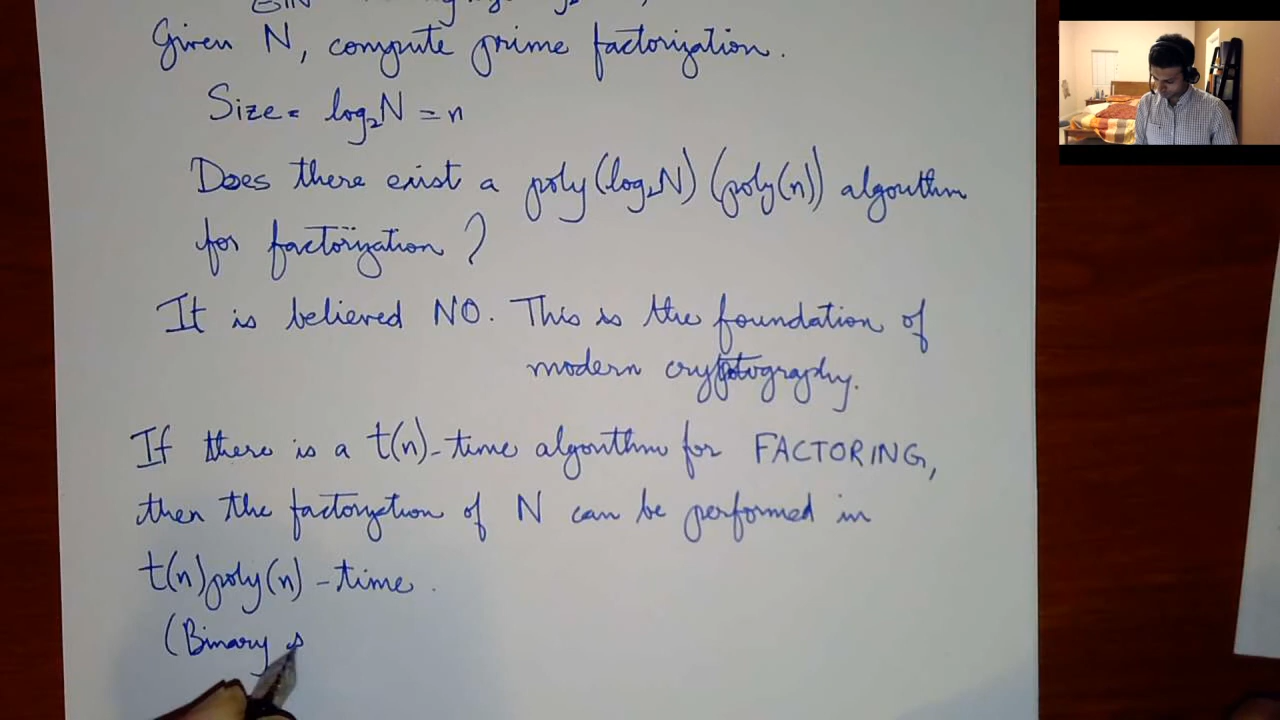 Given N, compute prime factorization.
Size = log₂N = n
Does there exist a poly(log₂N) (poly(n)) algorithm
for factorization ?
It is believed NO. This is the foundation of
modern cryptography.
If there is a t(n)-time algorithm for FACTORING,
then the factorization of N can be performed in
t(n)poly(n)-time.
(Binary s